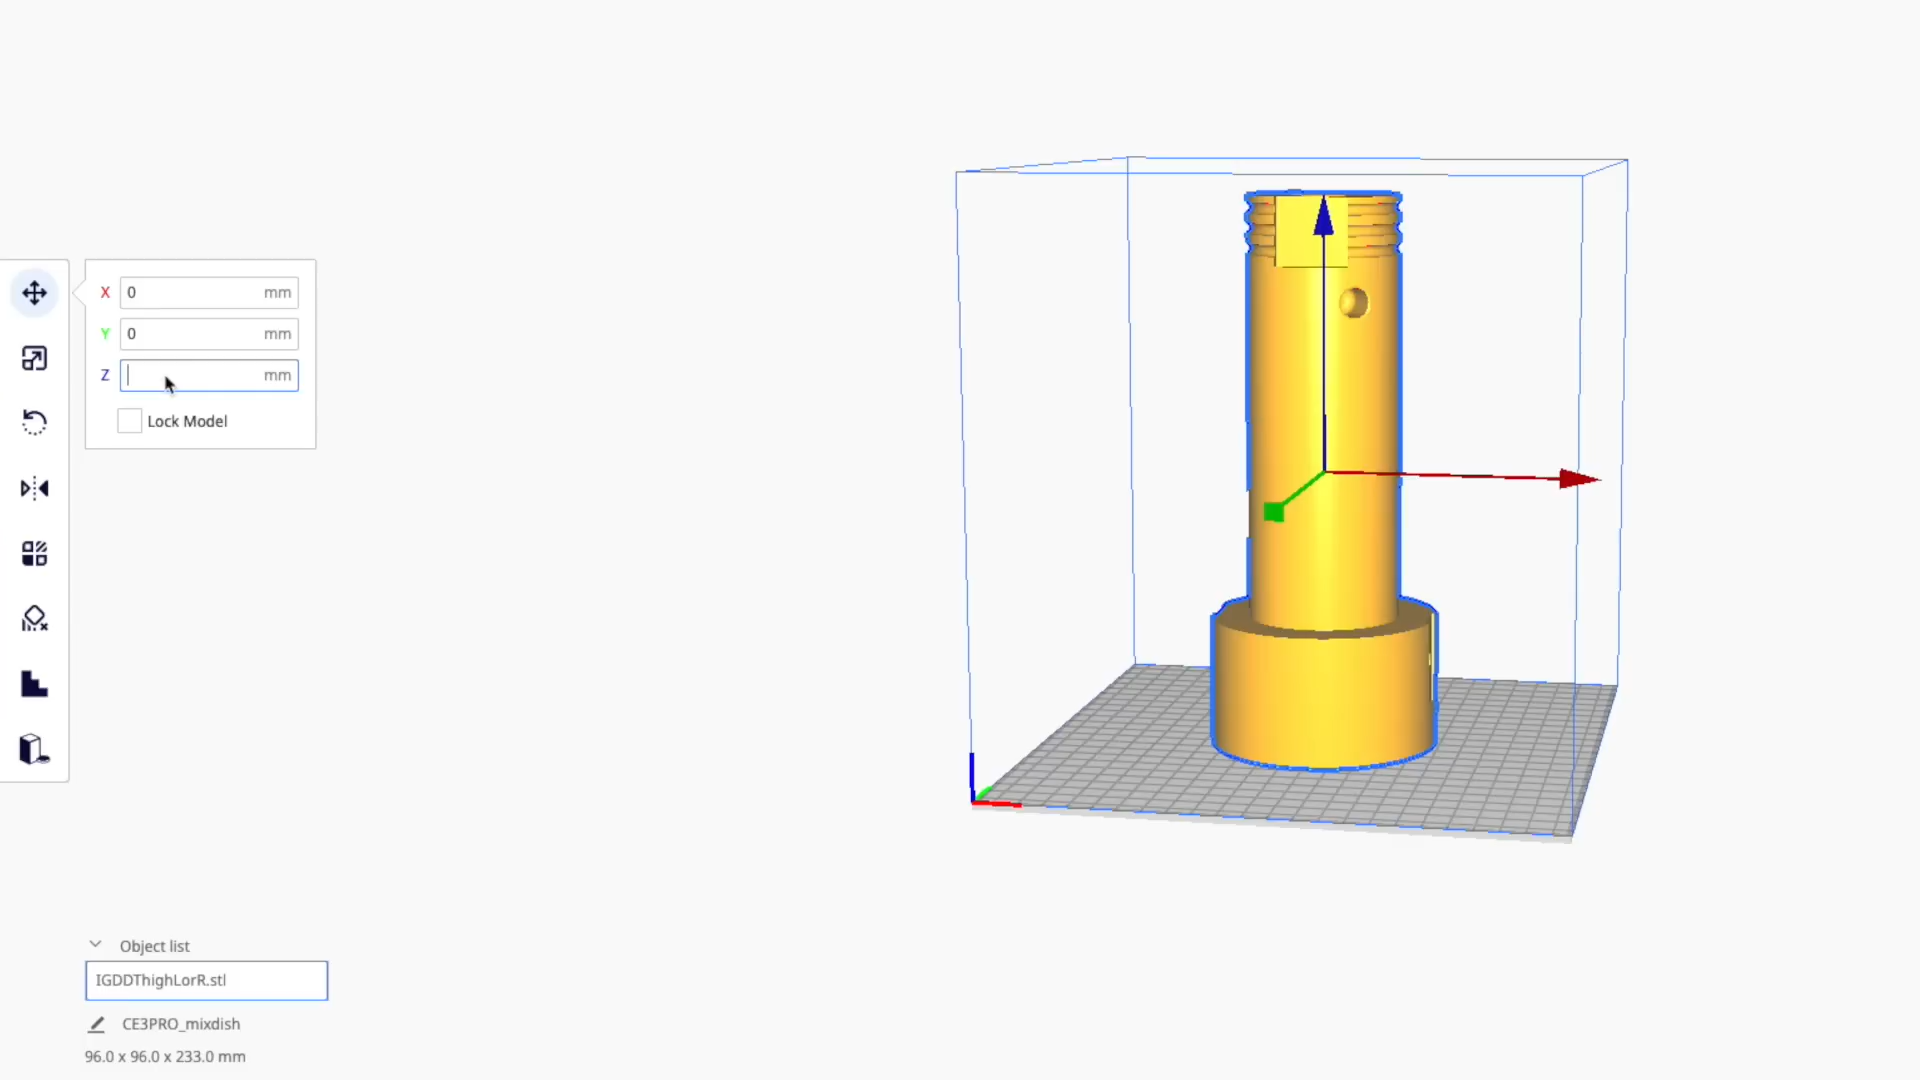 X 0 mm
Y 0 mm
Z mm
Lock Model
Object list
IGDDThighLorR.stl
CE3PRO_mixdish
96.0 x 96.0 x 233.0 mm